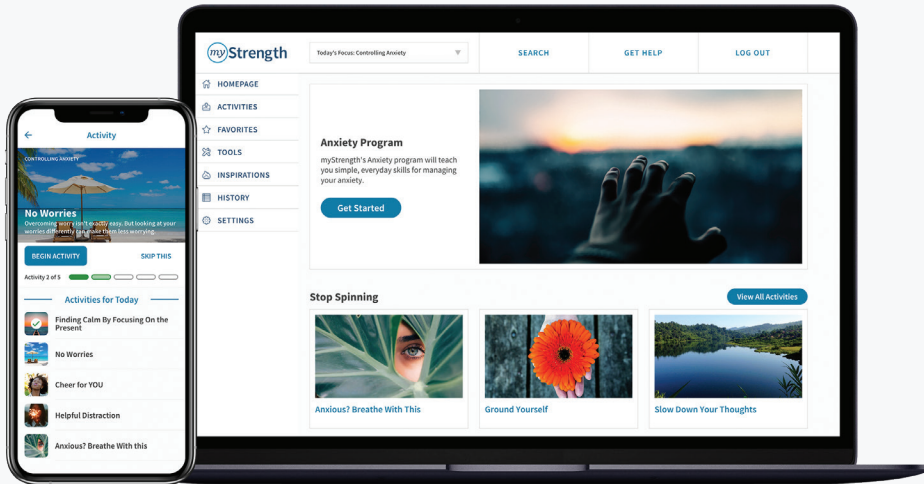 myStrength
Today's Focus: Controlling Anxiety
SEARCH
GET HELP
LOG OUT
HOMEPAGE
ACTIVITIES
FAVORITES
TOOLS
INSPIRATIONS
HISTORY
SETTINGS
Anxiety Program
myStrength's Anxiety program will teach
you simple, everyday skills for managing
your anxiety.
Get Started
Stop Spinning
View All Activities
Anxious? Breathe With This
Ground Yourself
Slow Down Your Thoughts
Activity
CONTROLLING ANXIETY
No Worries
Overcoming worry isn't exactly easy. But looking at your
worries differently can make them less worrying.
BEGIN ACTIVITY
SKIP THIS
Activity 2 of 5
Activities for Today
Finding Calm By Focusing On the
Present
No Worries
Cheer for YOU
Helpful Distraction
Anxious? Breathe With this